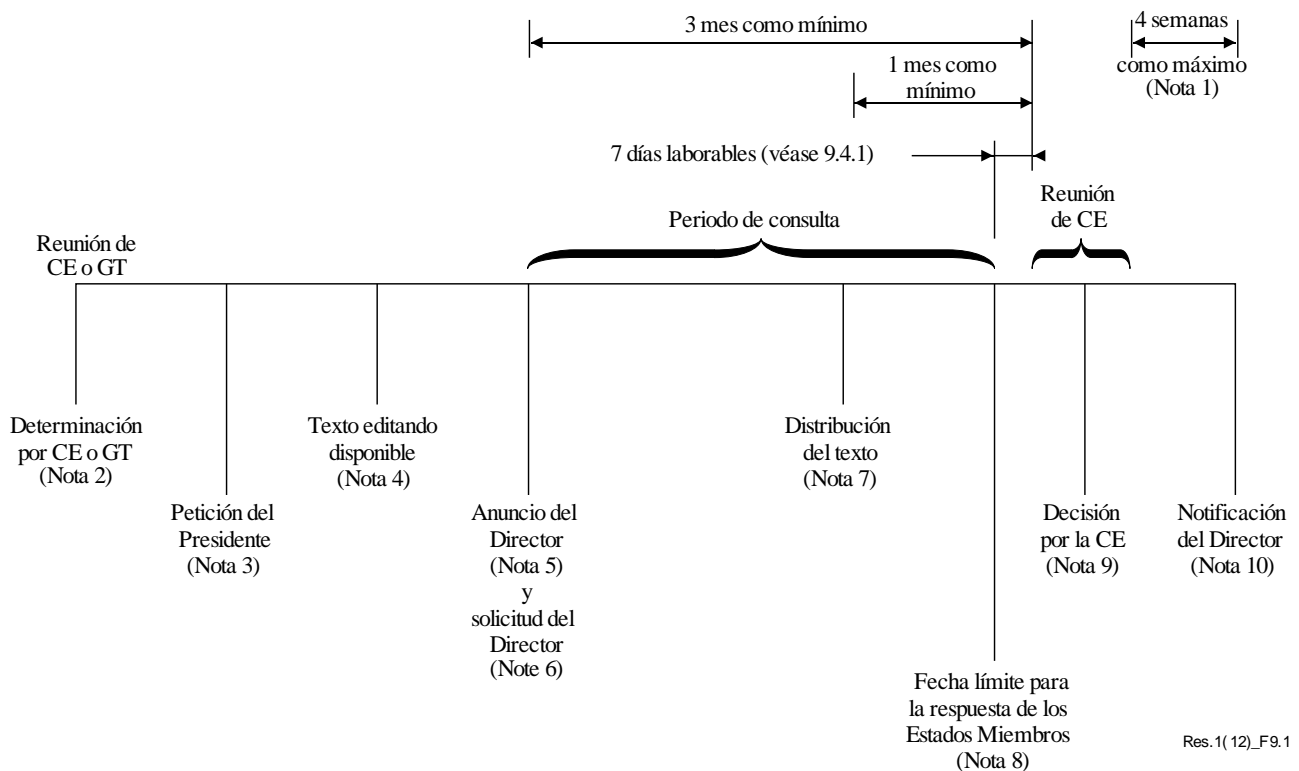 3 mes como mínimo
4 semanas
como máximo
(Nota 1)
1 mes como
mínimo
7 días laborables (véase 9.4.1)
Reunión
de CE
Periodo de consulta
Reunión de
CE o GT
Determinación
por CE o GT
(Nota 2)
Petición del
Presidente
(Nota 3)
Texto editando
disponible
(Nota 4)
Anuncio del
Director
(Nota 5)
y
solicitud del
Director
(Note 6)
Distribución
del texto
(Nota 7)
Fecha límite para
la respuesta de los
Estados Miembros
(Nota 8)
Decisión
por la CE
(Nota 9)
Notificación
del Director
(Nota 10)
Res.1(12)_F9.1